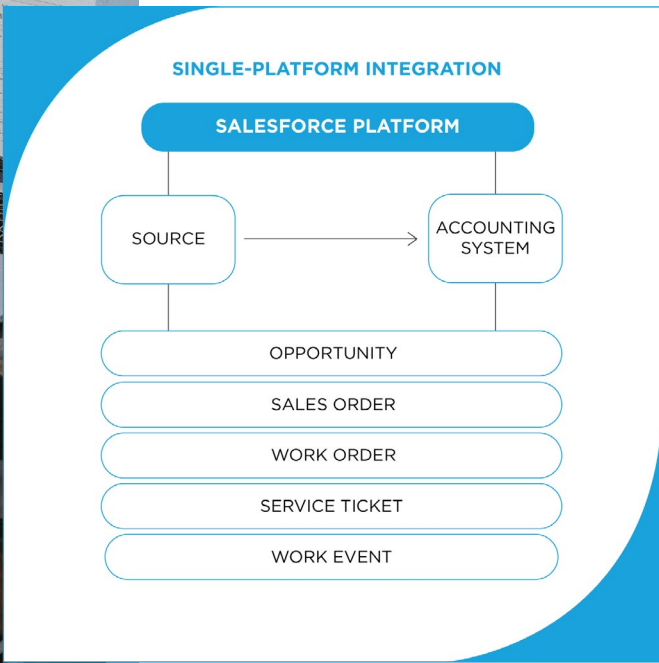 SINGLE-PLATFORM INTEGRATION
SALESFORCE PLATFORM
SOURCE
ACCOUNTING
SYSTEM
OPPORTUNITY
SALES ORDER
WORK ORDER
SERVICE TICKET
WORK EVENT